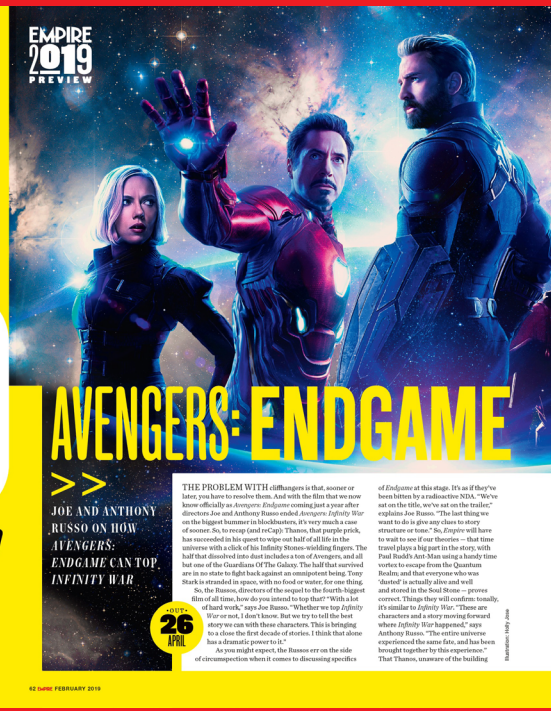 EMPIRE
2019
PREVIEW
AVENGERS: ENDGAME
>>
JOE AND ANTHONY
RUSSO ON HOW
AVENGERS:
ENDGAME CAN TOP
INFINITY WAR
•OUT•
26
APRIL
THE PROBLEM WITH cliffhangers is that, sooner or
later, you have to resolve them. And with the film that we now
know officially as Avengers: Endgame coming just a year after
directors Joe and Anthony Russo ended Avengers: Infinity War
on the biggest bummer in blockbusters, it's very much a case
of sooner. So, to recap (and reCap): Thanos, that purple prick,
has succeeded in his quest to wipe out half of all life in the
universe with a click of his Infinity Stones-wielding fingers. The
half that dissolved into dust includes a ton of Avengers, and all
but one of the Guardians Of The Galaxy. The half that survived
are in no state to fight back against an omnipotent being. Tony
Stark is stranded in space, with no food or water, for one thing.
So, the Russos, directors of the sequel to the fourth-biggest
film of all time, how do you intend to top that? "With a lot
of hard work," says Joe Russo. "Whether we top Infinity
War or not, I don't know. But we try to tell the best
story we can with these characters. This is bringing
to a close the first decade of stories. I think that alone
has a dramatic power to it."
As you might expect, the Russos err on the side
of circumspection when it comes to discussing specifics
of Endgame at this stage. It's as if they've
been bitten by a radioactive NDA. "We've
sat on the title, we've sat on the trailer,"
explains Joe Russo. "The last thing we
want to do is give any clues to story
structure or tone." So, Empire will have
to wait to see if our theories — that time
travel plays a big part in the story, with
Paul Rudd's Ant-Man using a handy time
vortex to escape from the Quantum
Realm; and that everyone who was
'dusted' is actually alive and well
and stored in the Soul Stone — proves
correct. Things they will confirm: tonally,
it's similar to Infinity War. "These are
characters and a story moving forward
where Infinity War happened," says
Anthony Russo. "The entire universe
experienced the same fate, and has been
brought together by this experience."
That Thanos, unaware of the building
Illustration: Holly Jose
62 EMPIRE FEBRUARY 2019